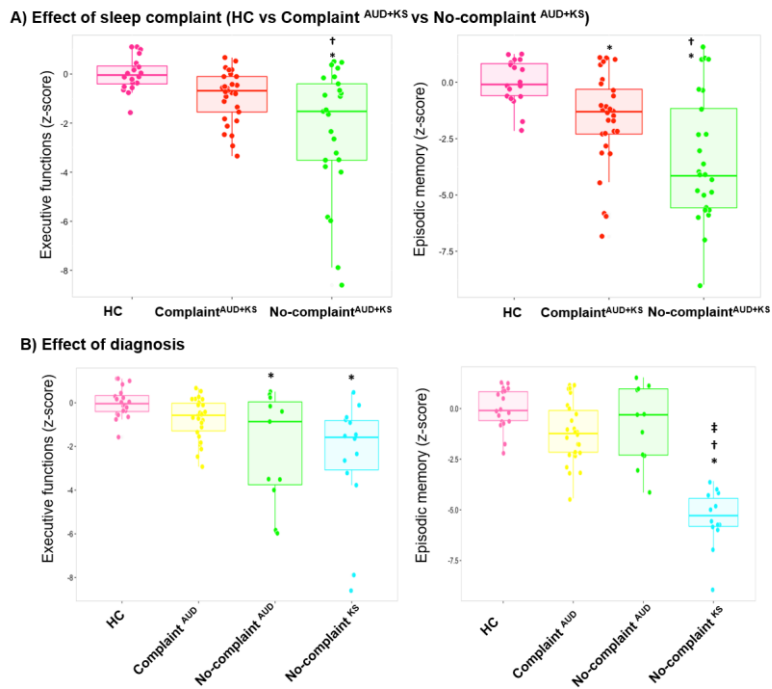 A) Effect of sleep complaint (HC vs Complaint AUD+KS vs No-complaint AUD+KS)
†
*
0
-2
-4
-6
-8
Executive functions (z-score)
HC
Complaint AUD+KS
No-complaint AUD+KS
*
†
*
0.0
-2.5
-5.0
-7.5
Episodic memory (z-score)
HC
Complaint AUD+KS
No-complaint AUD+KS
B) Effect of diagnosis
*
*
0
-2
-4
-6
-8
Executive functions (z-score)
HC
Complaint AUD
No-complaint AUD
No-complaint KS
‡
†
*
0.0
-2.5
-5.0
-7.5
Episodic memory (z-score)
HC
Complaint AUD
No-complaint AUD
No-complaint KS